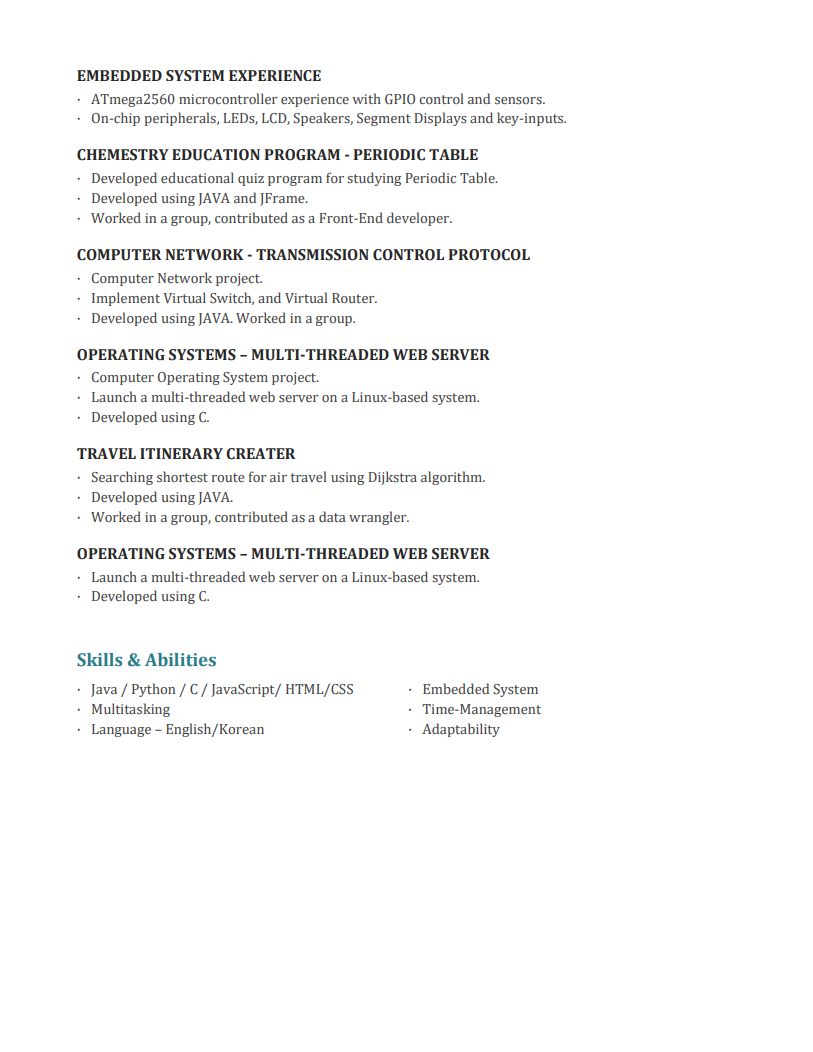 EMBEDDED SYSTEM EXPERIENCE
· ATmega2560 microcontroller experience with GPIO control and sensors.
· On-chip peripherals, LEDs, LCD, Speakers, Segment Displays and key-inputs.
CHEMESTRY EDUCATION PROGRAM - PERIODIC TABLE
· Developed educational quiz program for studying Periodic Table.
· Developed using JAVA and JFrame.
· Worked in a group, contributed as a Front-End developer.
COMPUTER NETWORK - TRANSMISSION CONTROL PROTOCOL
· Computer Network project.
· Implement Virtual Switch, and Virtual Router.
· Developed using JAVA. Worked in a group.
OPERATING SYSTEMS – MULTI-THREADED WEB SERVER
· Computer Operating System project.
· Launch a multi-threaded web server on a Linux-based system.
· Developed using C.
TRAVEL ITINERARY CREATER
· Searching shortest route for air travel using Dijkstra algorithm.
· Developed using JAVA.
· Worked in a group, contributed as a data wrangler.
OPERATING SYSTEMS – MULTI-THREADED WEB SERVER
· Launch a multi-threaded web server on a Linux-based system.
· Developed using C.
Skills & Abilities
· Java / Python / C / JavaScript/ HTML/CSS
· Multitasking
· Language – English/Korean
· Embedded System
· Time-Management
· Adaptability